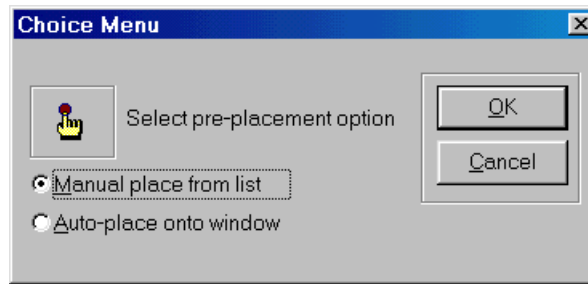 Choice Menu
Select pre-placement option
OK
Cancel
Manual place from list
Auto-place onto window